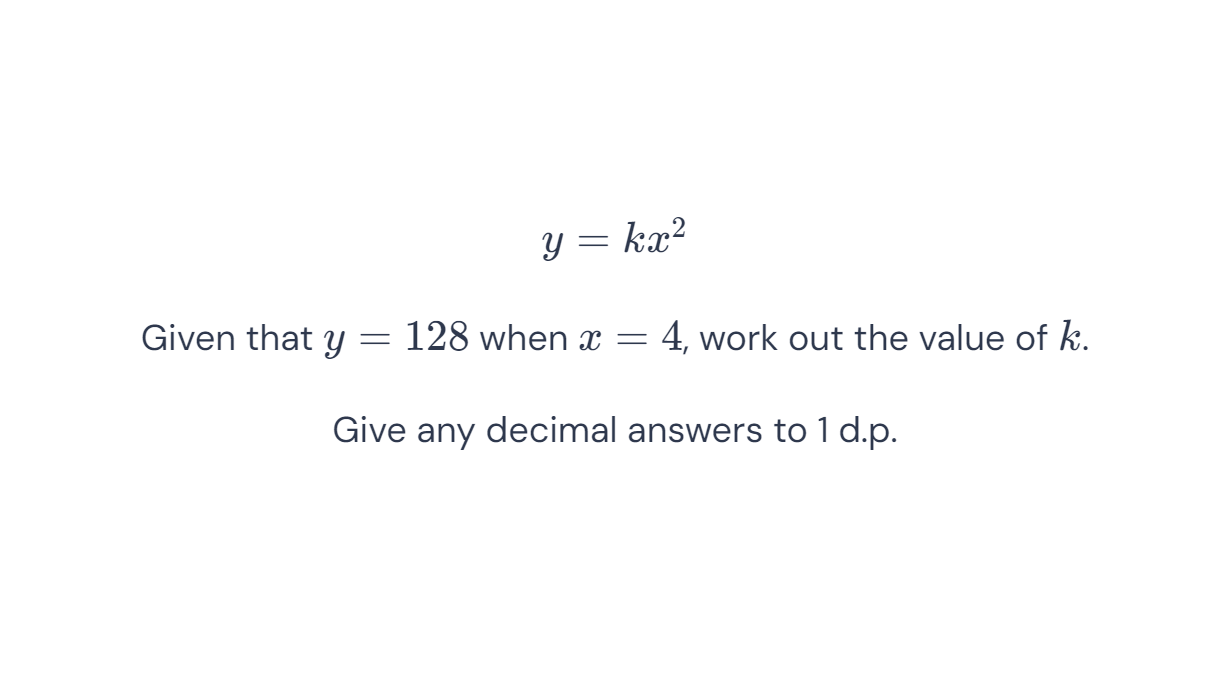 y = kx²
Given that y = 128 when x = 4, work out the value of k.
Give any decimal answers to 1 d.p.